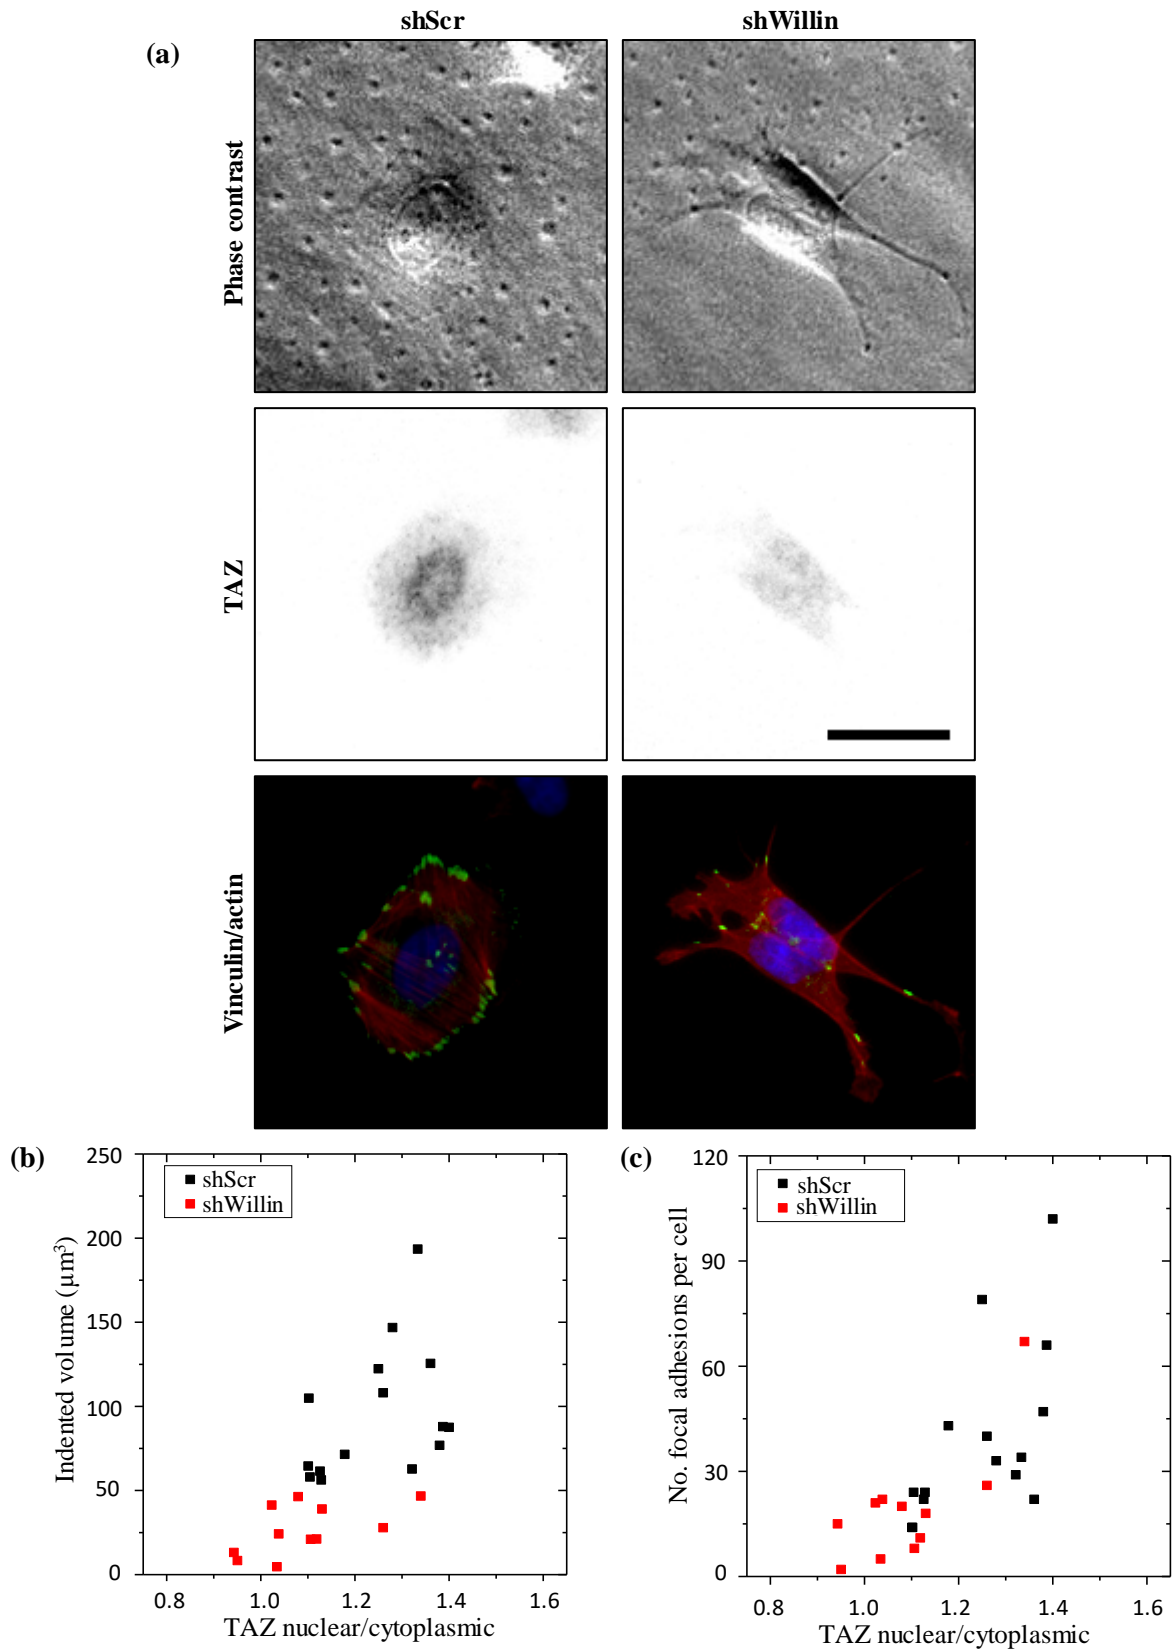 shScr shWillin
(a)
Phase contrast
TAZ
Vinculin/actin
(b)
250
200
150
100
50
0
Indented volume (µm³)
shScr
shWillin
0.8 1.0 1.2 1.4 1.6
TAZ nuclear/cytoplasmic
(c)
120
90
60
30
0
No. focal adhesions per cell
shScr
shWillin
0.8 1.0 1.2 1.4 1.6
TAZ nuclear/cytoplasmic